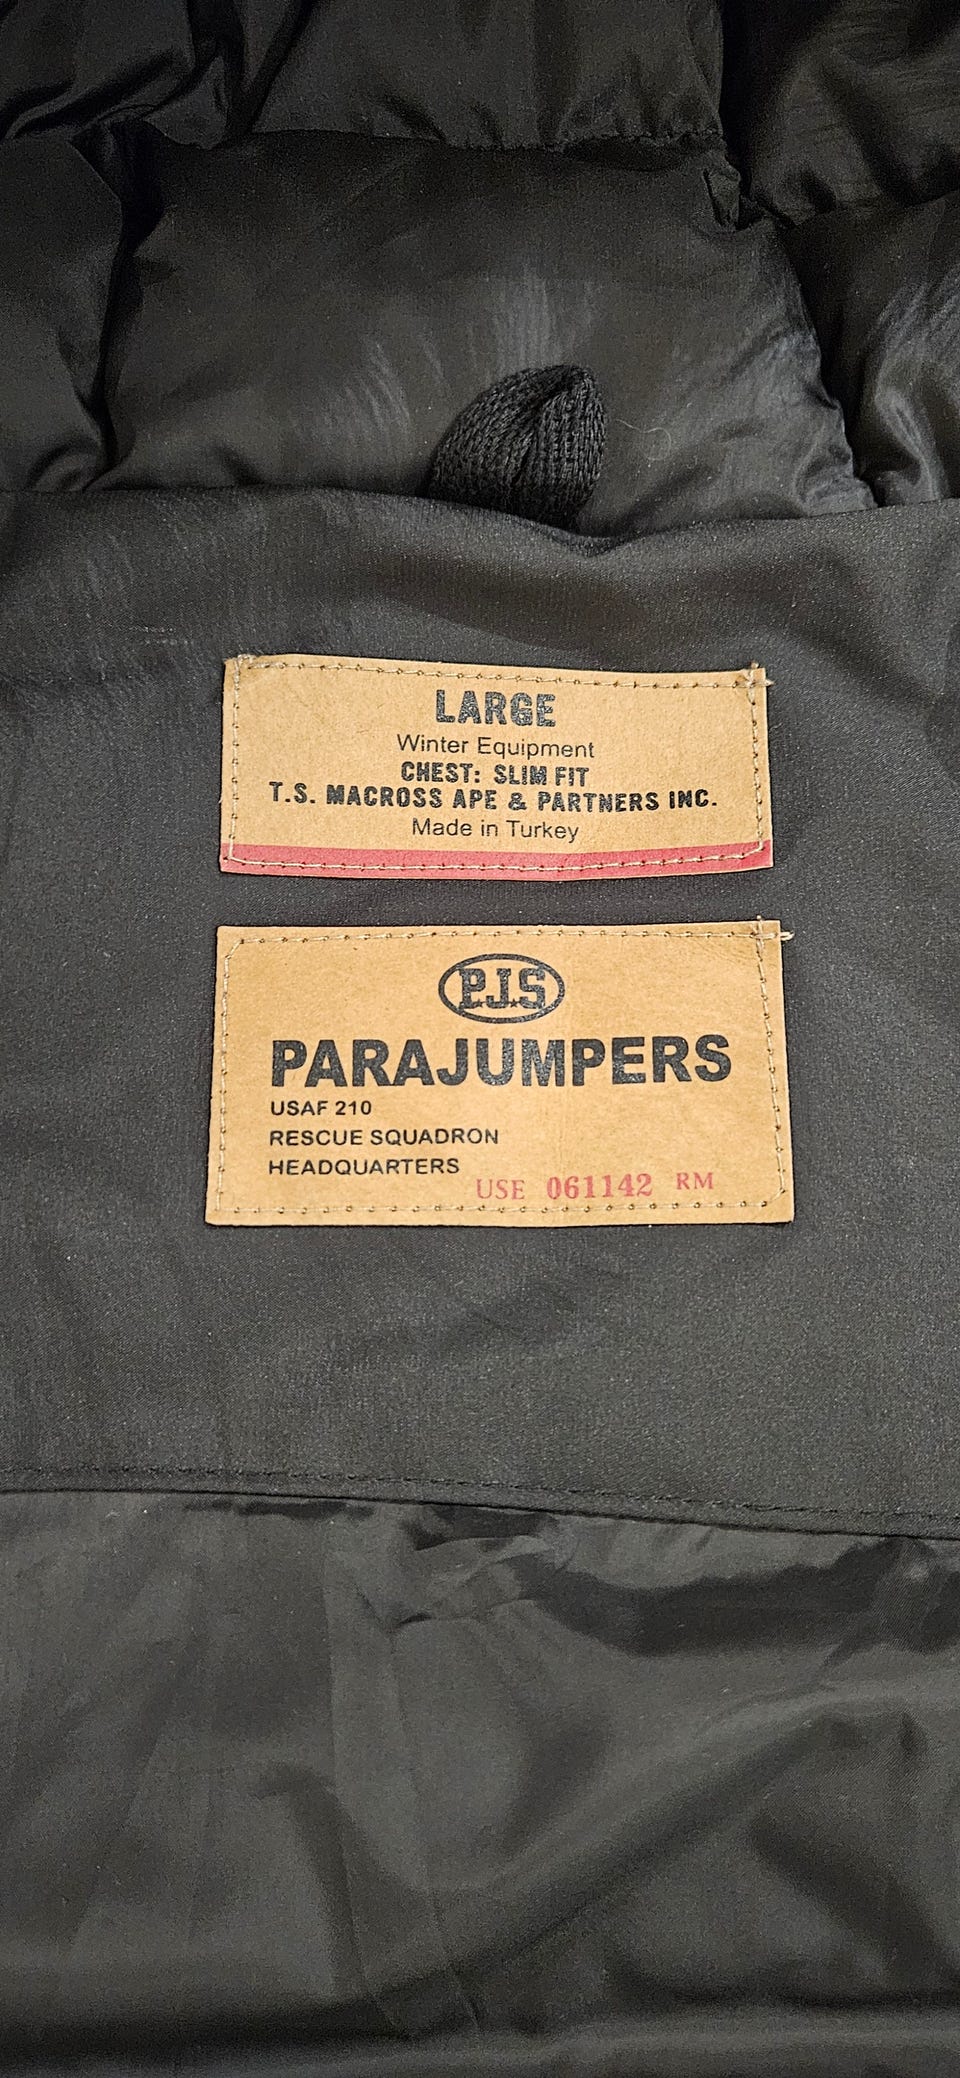 LARGE
Winter Equipment
CHEST: SLIM FIT
T.S. MACROSS APE & PARTNERS INC.
Made in Turkey
P.J.S
PARAJUMPERS
USAF 210
RESCUE SQUADRON
HEADQUARTERS
USE 061142 RM